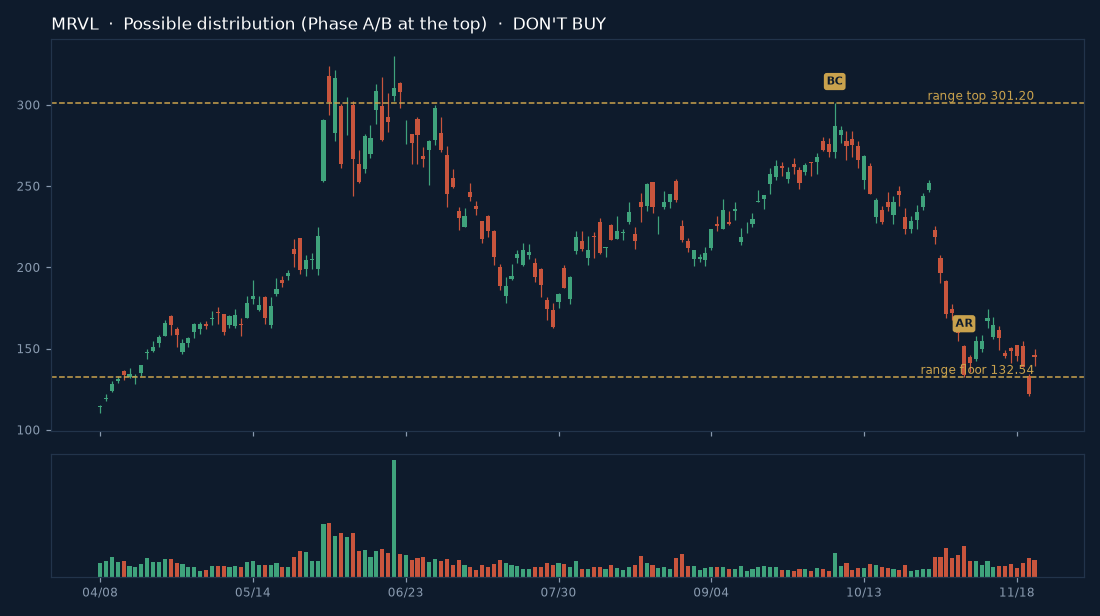 MRVL · Possible distribution (Phase A/B at the top) · DON'T BUY
BC
range top 301.20
300
250
200
AR
150
range floor 132.54
100
04/08 05/14 06/23 07/30 09/04 10/13 11/18